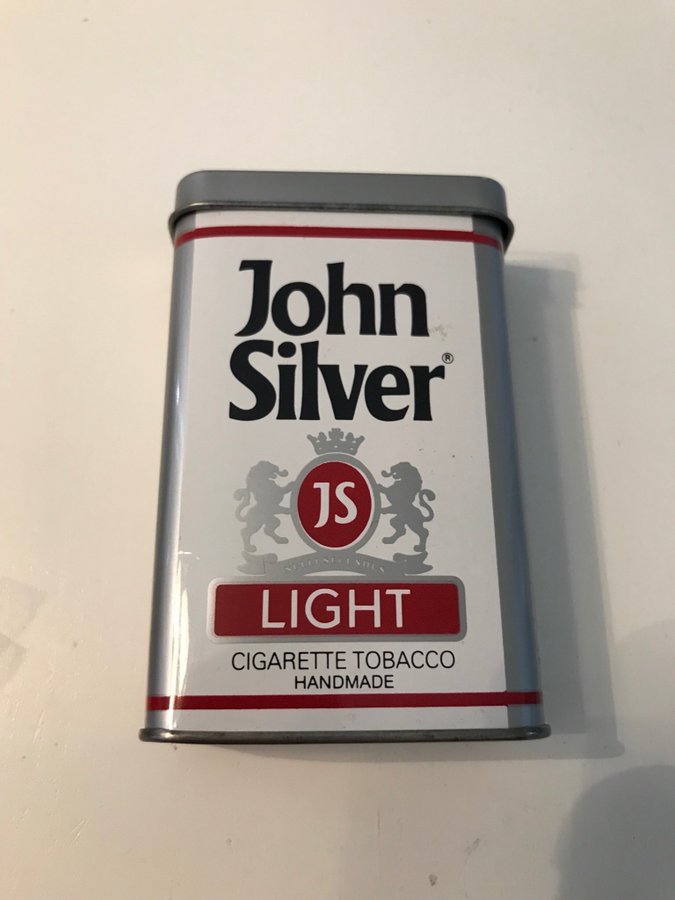 John
Silver®
JS
LIGHT
CIGARETTE TOBACCO
HANDMADE